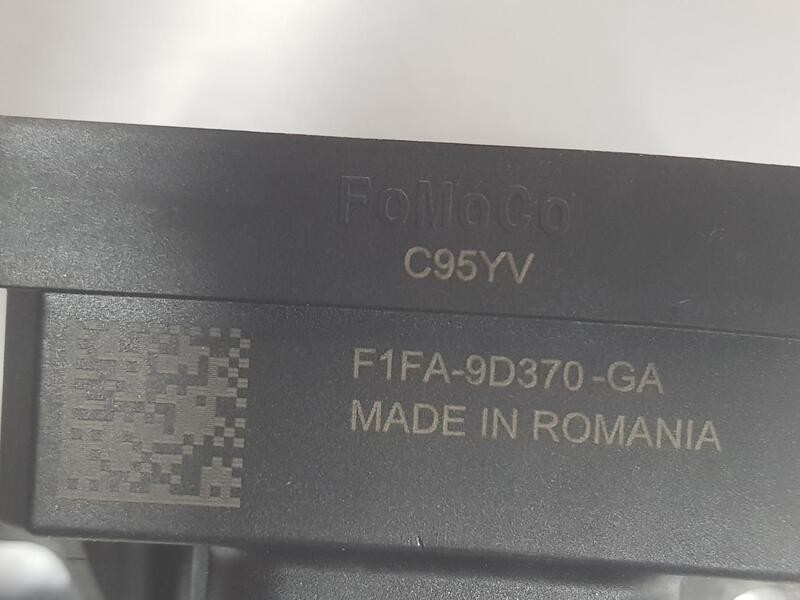 FoMoCo
C95YV
F1FA-9D370-GA
MADE IN ROMANIA